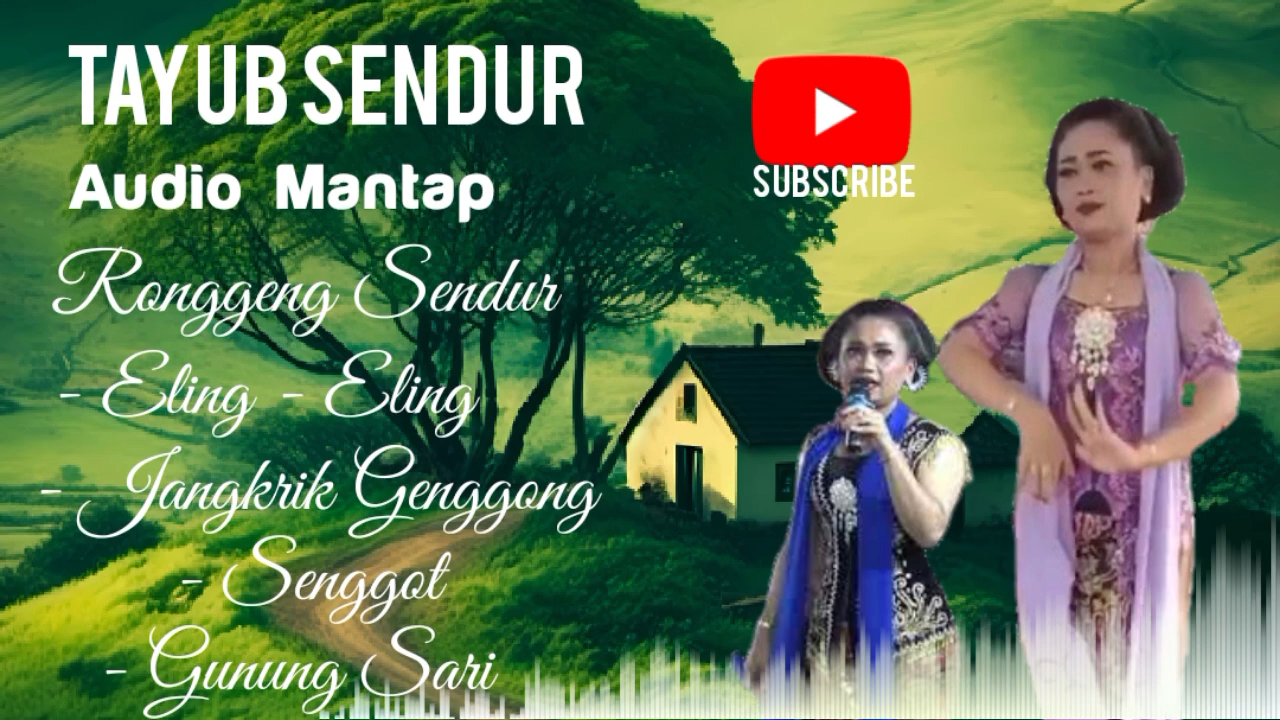 TAYUB SENDUR
Audio Mantap
Ronggeng Sendur
- Eling - Eling
- Jangkrik Genggong
- Senggot
- Gunung Sari
SUBSCRIBE